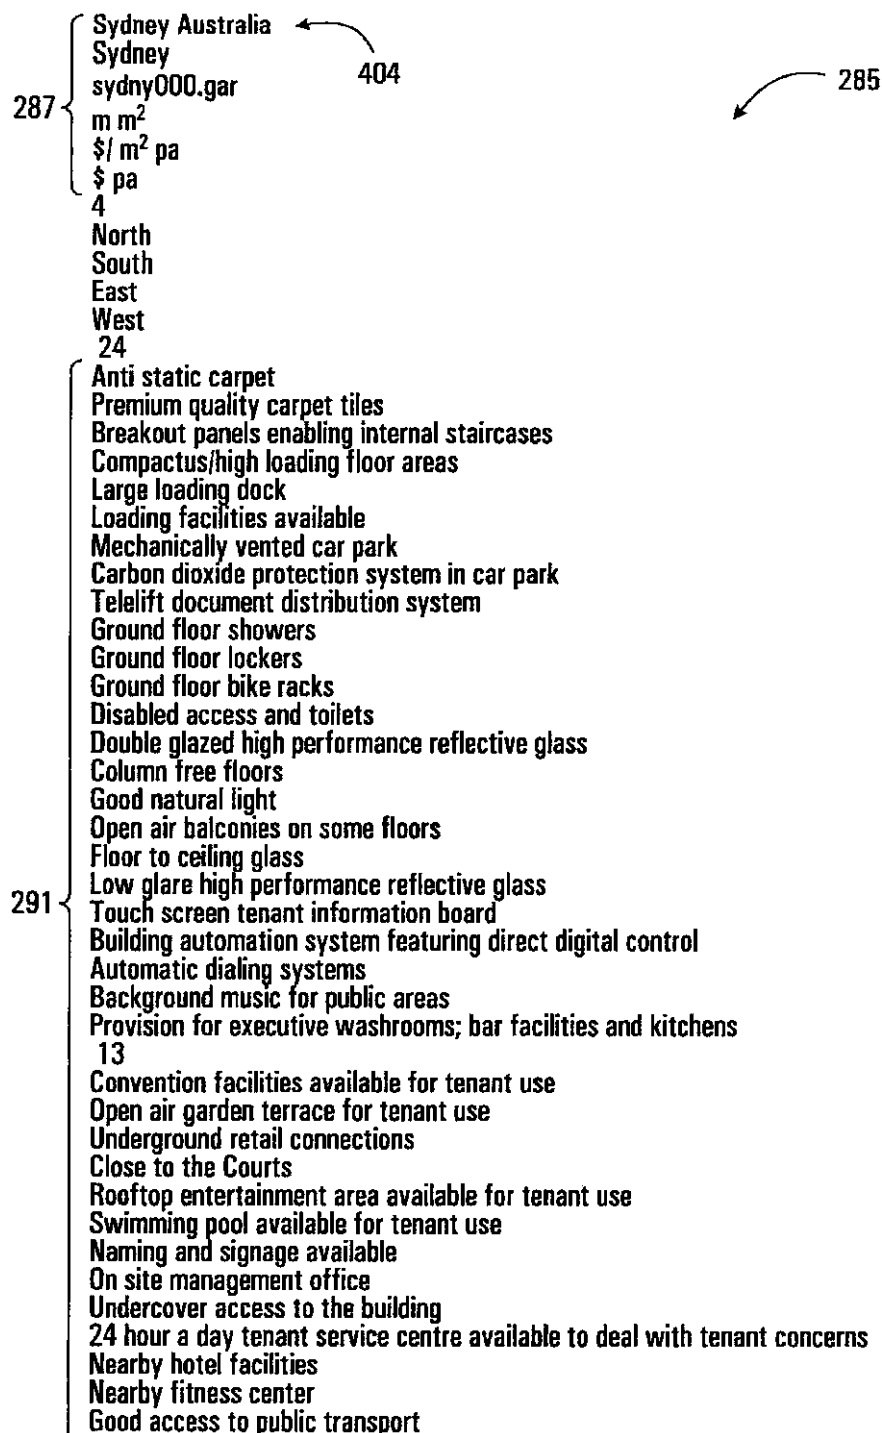 Sydney Australia
404
285
Sydney
sydny000.gar
287
m m²
$/ m² pa
$ pa
4
North
South
East
West
24
Anti static carpet
Premium quality carpet tiles
Breakout panels enabling internal staircases
Compactus/high loading floor areas
Large loading dock
Loading facilities available
Mechanically vented car park
Carbon dioxide protection system in car park
Telelift document distribution system
Ground floor showers
Ground floor lockers
Ground floor bike racks
Disabled access and toilets
Double glazed high performance reflective glass
Column free floors
Good natural light
Open air balconies on some floors
Floor to ceiling glass
Low glare high performance reflective glass
291
Touch screen tenant information board
Building automation system featuring direct digital control
Automatic dialing systems
Background music for public areas
Provision for executive washrooms; bar facilities and kitchens
13
Convention facilities available for tenant use
Open air garden terrace for tenant use
Underground retail connections
Close to the Courts
Rooftop entertainment area available for tenant use
Swimming pool available for tenant use
Naming and signage available
On site management office
Undercover access to the building
24 hour a day tenant service centre available to deal with tenant concerns
Nearby hotel facilities
Nearby fitness center
Good access to public transport